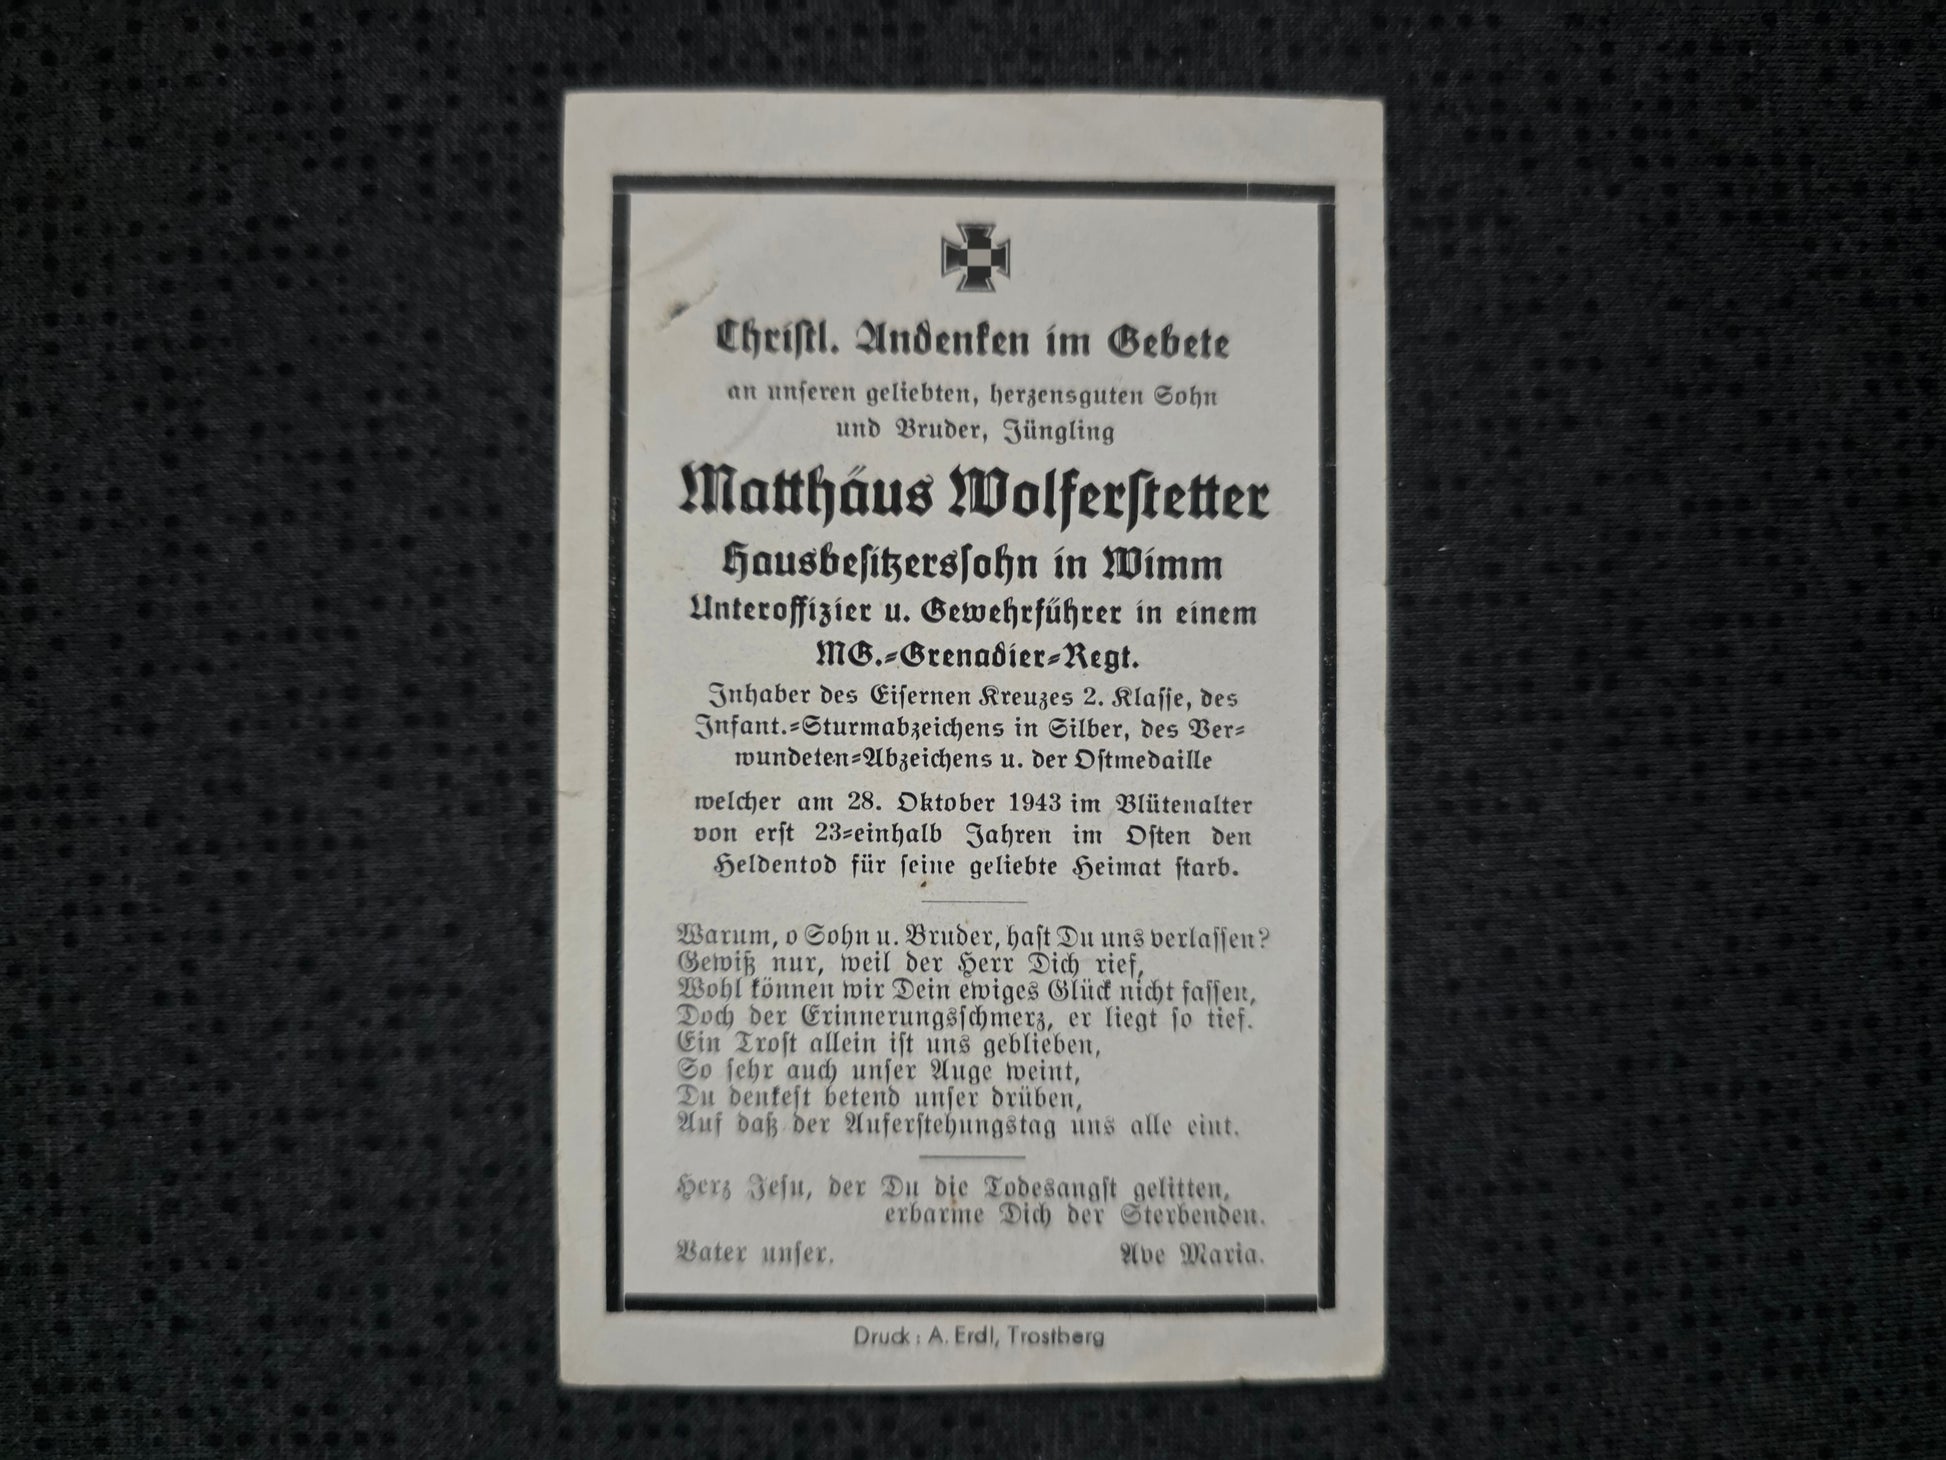 Christl. Andenken im Gebete
an unseren geliebten, herzensguten Sohn
und Bruder, Jüngling
Matthäus Wolferstetter
Hausbesitzerssohn in Wimm
Unteroffizier u. Gewehrführer in einem
MG.-Grenadier-Regt.
Inhaber des Eisernen Kreuzes 2. Klasse, des
Infant.-Sturmabzeichens in Silber, des Ver-
wundeten-Abzeichens u. der Ostmedaille
welcher am 28. Oktober 1943 im Blütenalter
von erst 23-einhalb Jahren im Osten den
Heldentod für seine geliebte Heimat starb.
Warum, o Sohn u. Bruder, hast Du uns verlassen?
Gewiß nur, weil der Herr Dich rief,
Wohl können wir Dein ewiges Glück nicht fassen,
Doch der Erinnerungsschmerz, er liegt so tief.
Ein Trost allein ist uns geblieben,
So sehr auch unser Auge weint,
Du denkest betend unser drüben,
Auf daß der Auferstehungstag uns alle eint.
Herz Jesu, der Du die Todesangst gelitten,
erbarme Dich der Sterbenden.
Vater unser. Ave Maria.
Druck: A. Erdl, Trostberg